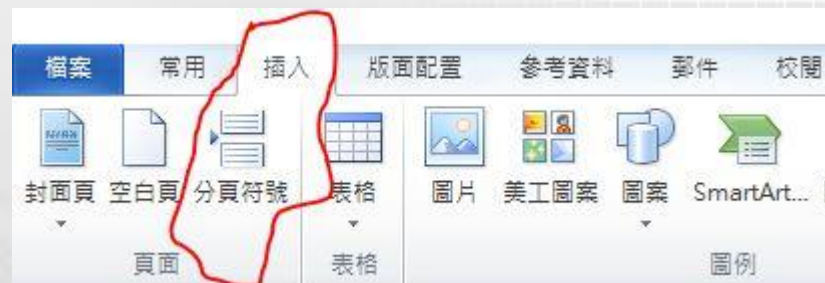 檔案 常用 插入 版面配置 參考資料 郵件 校閱
封面頁 空白頁 分頁符號 表格 圖片 美工圖案 圖案 SmartArt...
頁面 表格 圖例